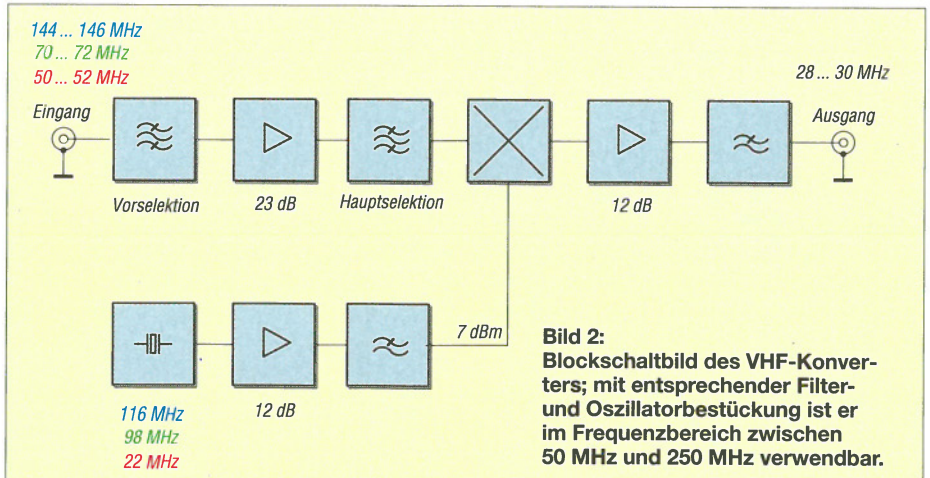 144 ... 146 MHz
70 ... 72 MHz
50 ... 52 MHz
28 ... 30 MHz
Eingang
Ausgang
Vorselektion
23 dB
Hauptselektion
12 dB
7 dBm
116 MHz
98 MHz
22 MHz
12 dB
Bild 2:
Blockschaltbild des VHF-Konver-
ters; mit entsprechender Filter-
und Oszillatorbestückung ist er
im Frequenzbereich zwischen
50 MHz und 250 MHz verwendbar.